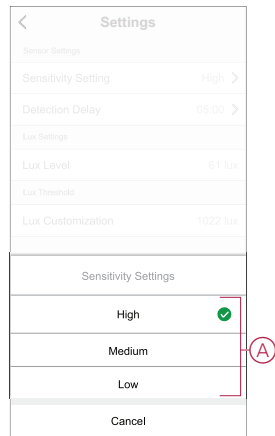 Settings
Sensor Settings
Sensitivity Setting High
Detection Delay 05:00
Lux Settings
Lux Level 61 lux
Lux Threshold
Lux Customization 1022 lux
Sensitivity Settings
High
A
Medium
Low
Cancel